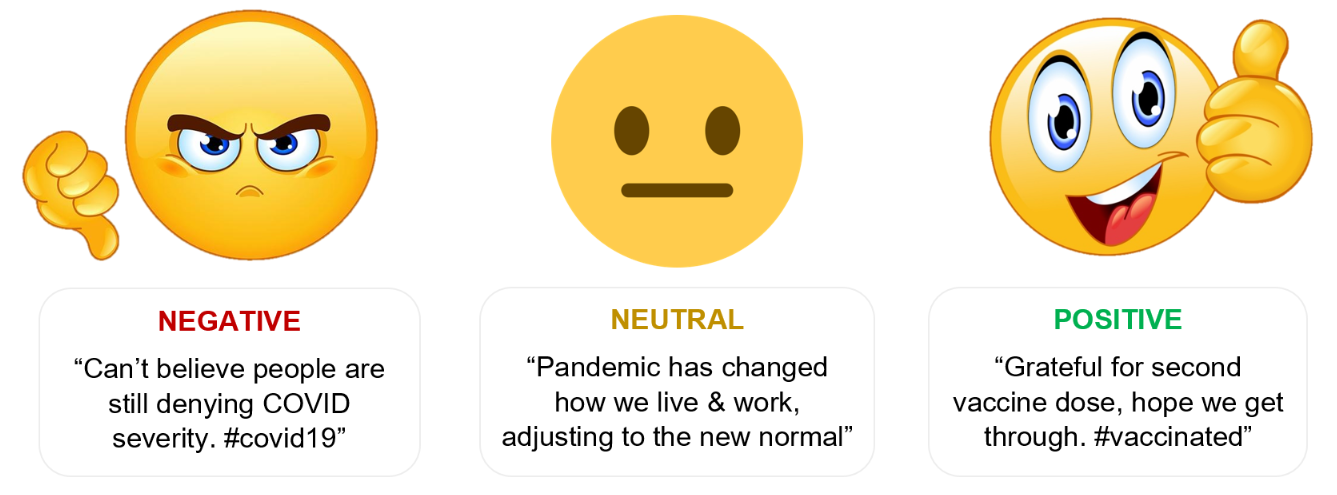 NEGATIVE
“Can’t believe people are
still denying COVID
severity. #covid19”
NEUTRAL
“Pandemic has changed
how we live & work,
adjusting to the new normal”
POSITIVE
“Grateful for second
vaccine dose, hope we get
through. #vaccinated”